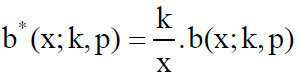 b*(x;k,p) = k/x .b(x;k,p)